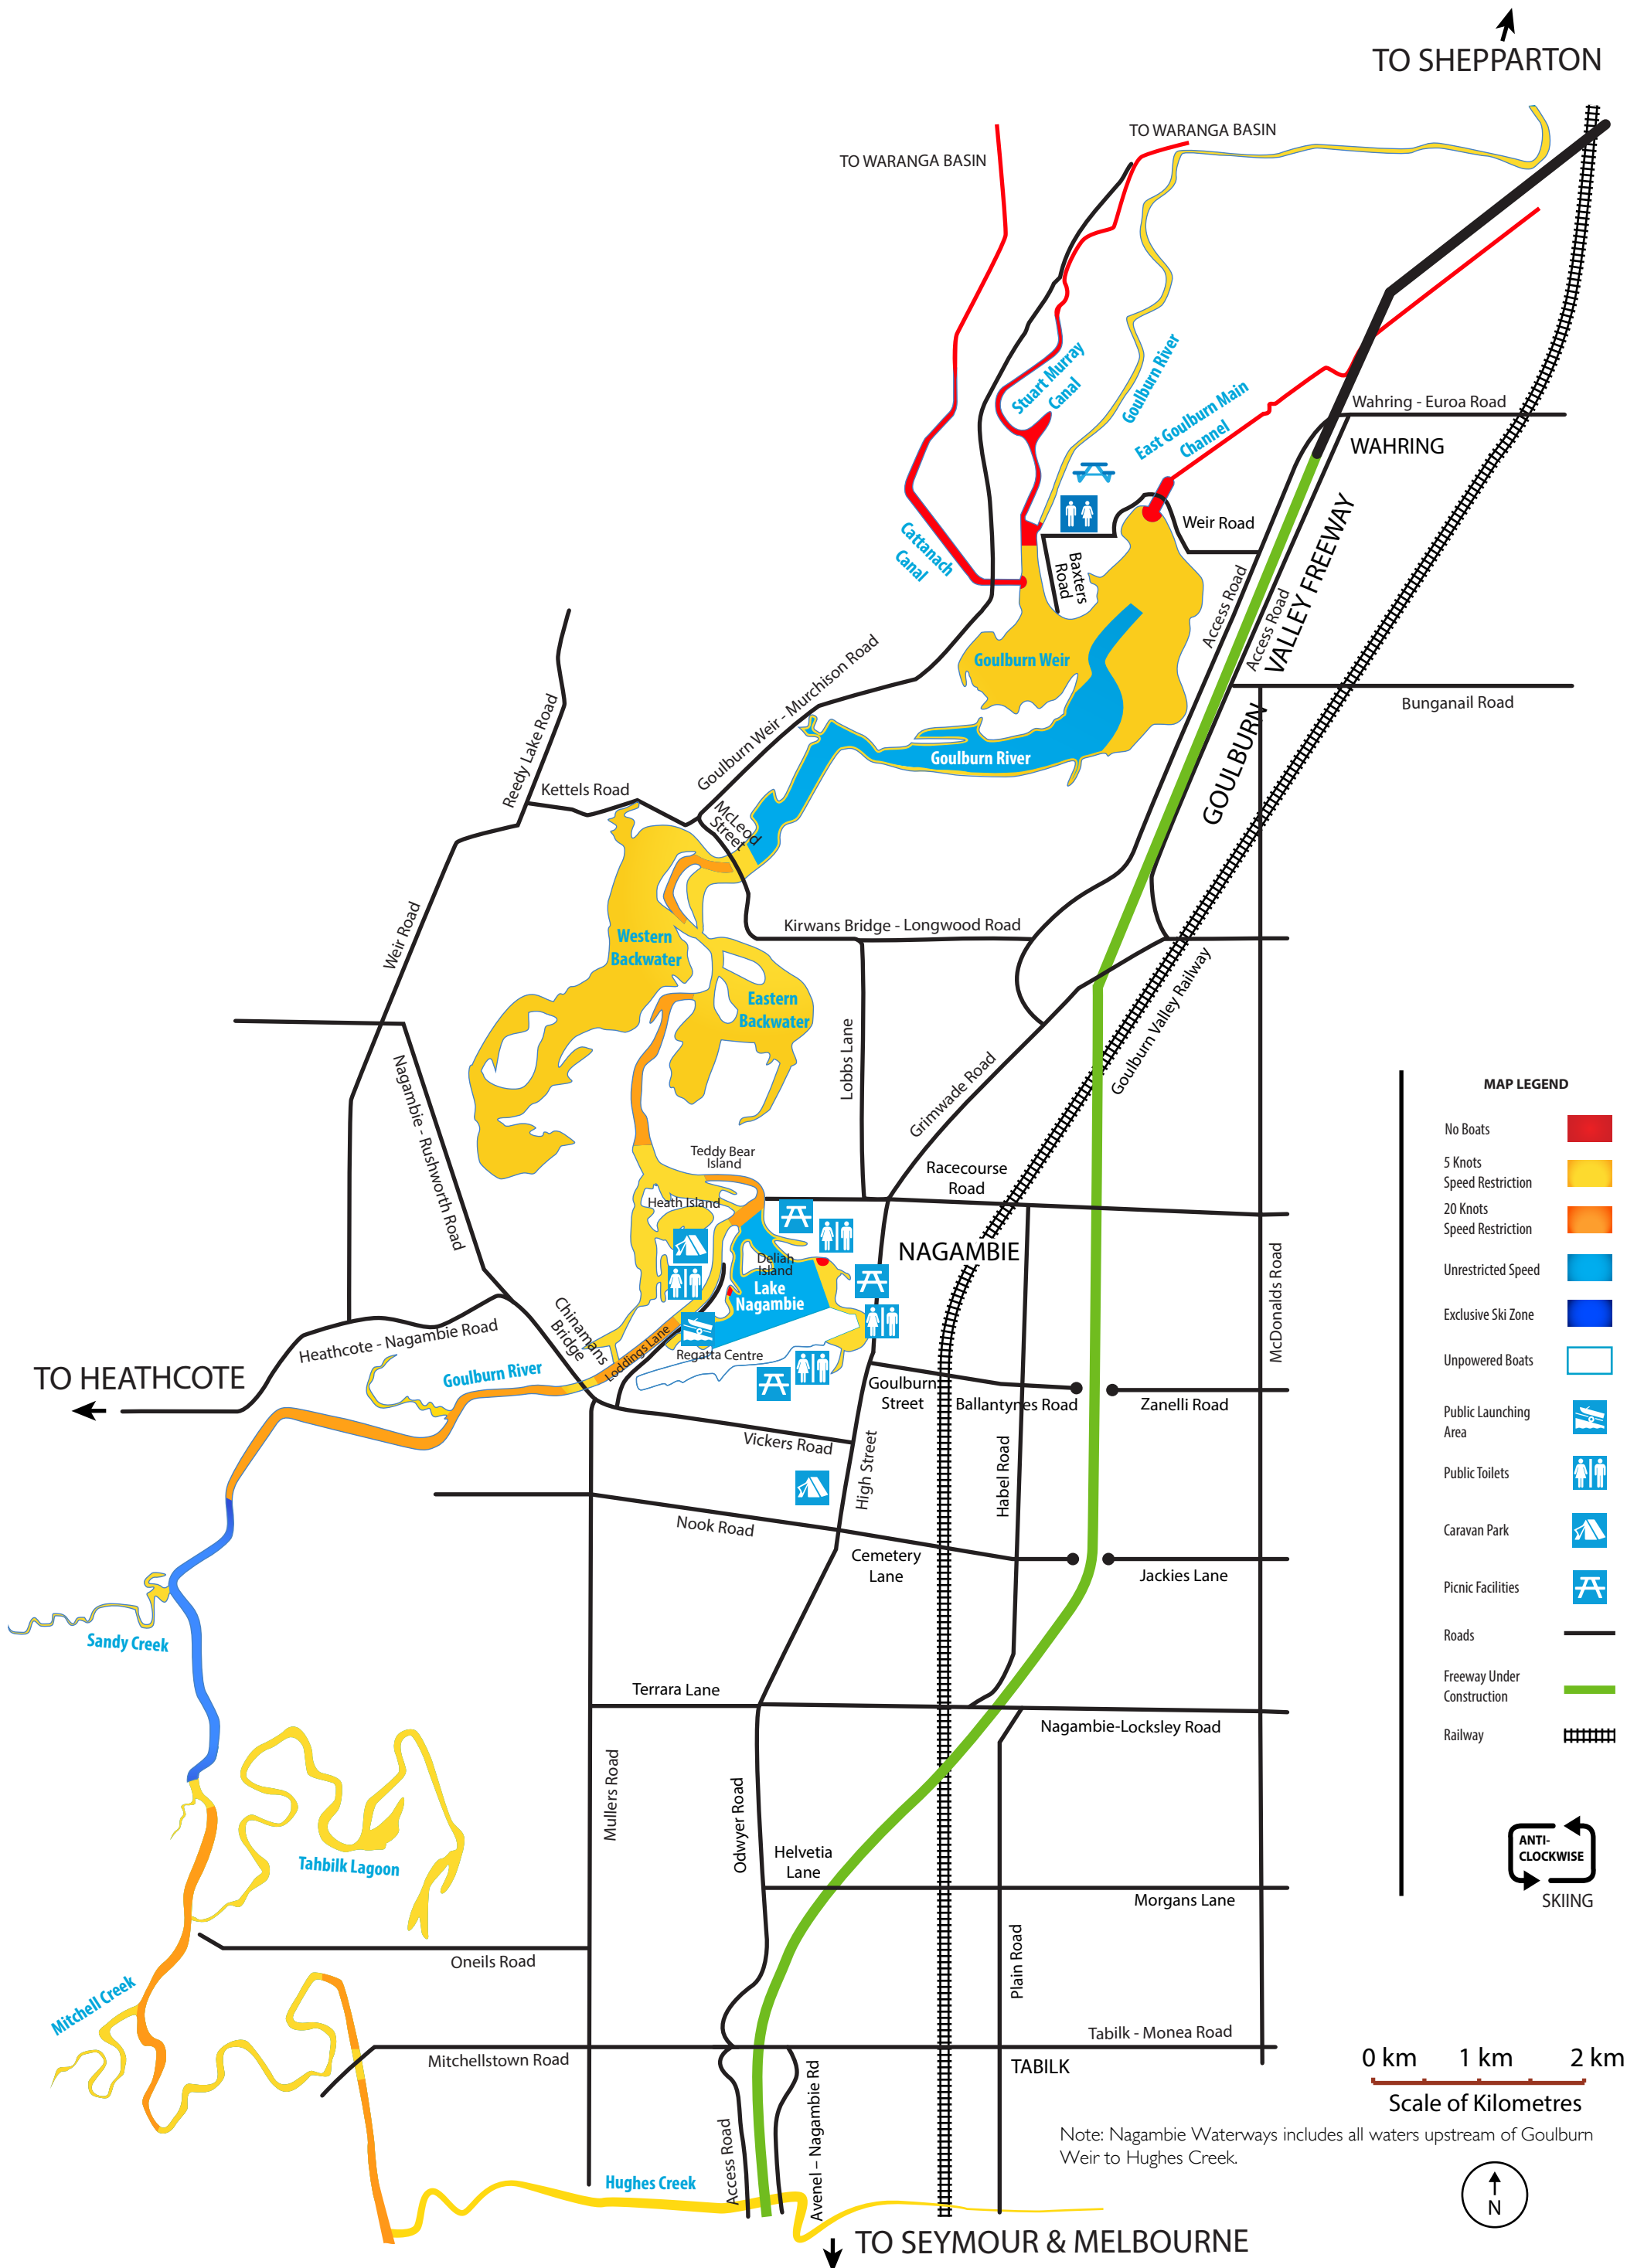 TO SHEPPARTON
TO WARANGA BASIN
TO WARANGA BASIN
Stuart Murray
Canal
Goulburn River
East Goulburn Main
Channel
Wahring - Euroa Road
WAHRING
Cattanach
Canal
Weir Road
Baxters
Road
Access Road
Access Road
GOULBURN VALLEY FREEWAY
Goulburn Weir
Goulburn Weir - Murchison Road
Bunganail Road
Reedy Lake Road
Kettels Road
McLeod
Street
Goulburn River
Weir Road
Western
Backwater
Kirwans Bridge - Longwood Road
Eastern
Backwater
Lobbs Lane
Goulburn Valley Railway
Grimwade Road
Nagambie - Rushworth Road
Teddy Bear
Island
Racecourse
Road
Heath Island
NAGAMBIE
Deliah
Island
Lake
Nagambie
McDonalds Road
Chinamans
Bridge
Loddings Lane
Regatta Centre
Heathcote - Nagambie Road
TO HEATHCOTE
Goulburn River
Goulburn
Street
Ballantynes Road
Zanelli Road
Vickers Road
High Street
Habel Road
Nook Road
Cemetery
Lane
Jackies Lane
Sandy Creek
Terrara Lane
Nagambie-Locksley Road
Mullers Road
Odwyer Road
Tahbilk Lagoon
Helvetia
Lane
Morgans Lane
Oneils Road
Plain Road
Mitchell Creek
Tabilk - Monea Road
Mitchellstown Road
TABILK
Access Road
Avenel – Nagambie Rd
Hughes Creek
TO SEYMOUR & MELBOURNE
MAP LEGEND
No Boats
5 Knots
Speed Restriction
20 Knots
Speed Restriction
Unrestricted Speed
Exclusive Ski Zone
Unpowered Boats
Public Launching
Area
Public Toilets
Caravan Park
Picnic Facilities
Roads
Freeway Under
Construction
Railway
ANTI-
CLOCKWISE
SKIING
0 km 1 km 2 km
Scale of Kilometres
Note: Nagambie Waterways includes all waters upstream of Goulburn
Weir to Hughes Creek.
N